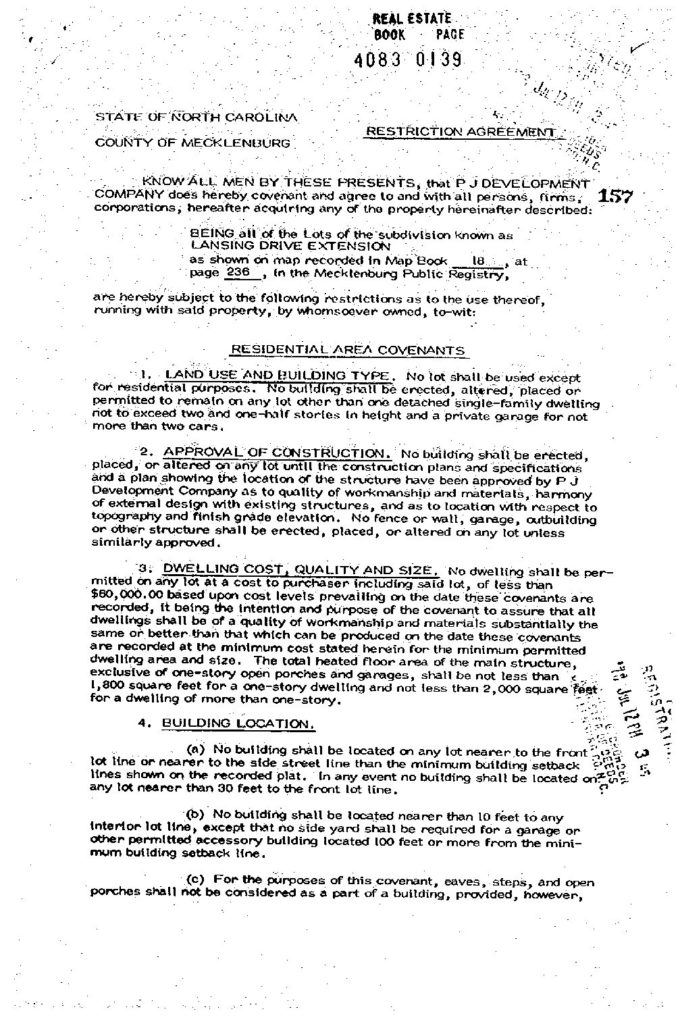 REAL ESTATE
BOOK PAGE
4083 0139
JUL 12 PH
STATE OF NORTH CAROLINA
COUNTY OF MECKLENBURG
RESTRICTION AGREEMENT
KNOW ALL MEN BY THESE PRESENTS, that P J DEVELOPMENT
COMPANY does hereby covenant and agree to and with all persons, firms, 157
corporations, hereafter acquiring any of the property hereinafter described:
BEING all of the Lots of the subdivision known as
LANSING DRIVE EXTENSION
as shown on map recorded in Map Book 18 , at
page 236 , in the Mecklenburg Public Registry,
are hereby subject to the following restrictions as to the use thereof,
running with said property, by whomsoever owned, to-wit:
RESIDENTIAL AREA COVENANTS
1. LAND USE AND BUILDING TYPE. No lot shall be used except
for residential purposes. No building shall be erected, altered, placed or
permitted to remain on any lot other than one detached single-family dwelling
not to exceed two and one-half stories in height and a private garage for not
more than two cars.
2. APPROVAL OF CONSTRUCTION. No building shall be erected,
placed, or altered on any lot until the construction plans and specifications
and a plan showing the location of the structure have been approved by P J
Development Company as to quality of workmanship and materials, harmony
of external design with existing structures, and as to location with respect to
topography and finish grade elevation. No fence or wall, garage, outbuilding
or other structure shall be erected, placed, or altered on any lot unless
similarly approved.
3. DWELLING COST, QUALITY AND SIZE. No dwelling shall be per-
mitted on any lot at a cost to purchaser including said lot, of less than
$60,000.00 based upon cost levels prevailing on the date these covenants are
recorded, it being the intention and purpose of the covenant to assure that all
dwellings shall be of a quality of workmanship and materials substantially the
same or better than that which can be produced on the date these covenants
are recorded at the minimum cost stated herein for the minimum permitted
dwelling area and size. The total heated floor area of the main structure,
exclusive of one-story open porches and garages, shall be not less than
1,800 square feet for a one-story dwelling and not less than 2,000 square feet
for a dwelling of more than one-story.
JUL 12 PH 3
4. BUILDING LOCATION.
(a) No building shall be located on any lot nearer to the front
lot line or nearer to the side street line than the minimum building setback
lines shown on the recorded plat. In any event no building shall be located on
any lot nearer than 30 feet to the front lot line.
(b) No building shall be located nearer than 10 feet to any
interior lot line, except that no side yard shall be required for a garage or
other permitted accessory building located 100 feet or more from the mini-
mum building setback line.
(c) For the purposes of this covenant, eaves, steps, and open
porches shall not be considered as a part of a building, provided, however,